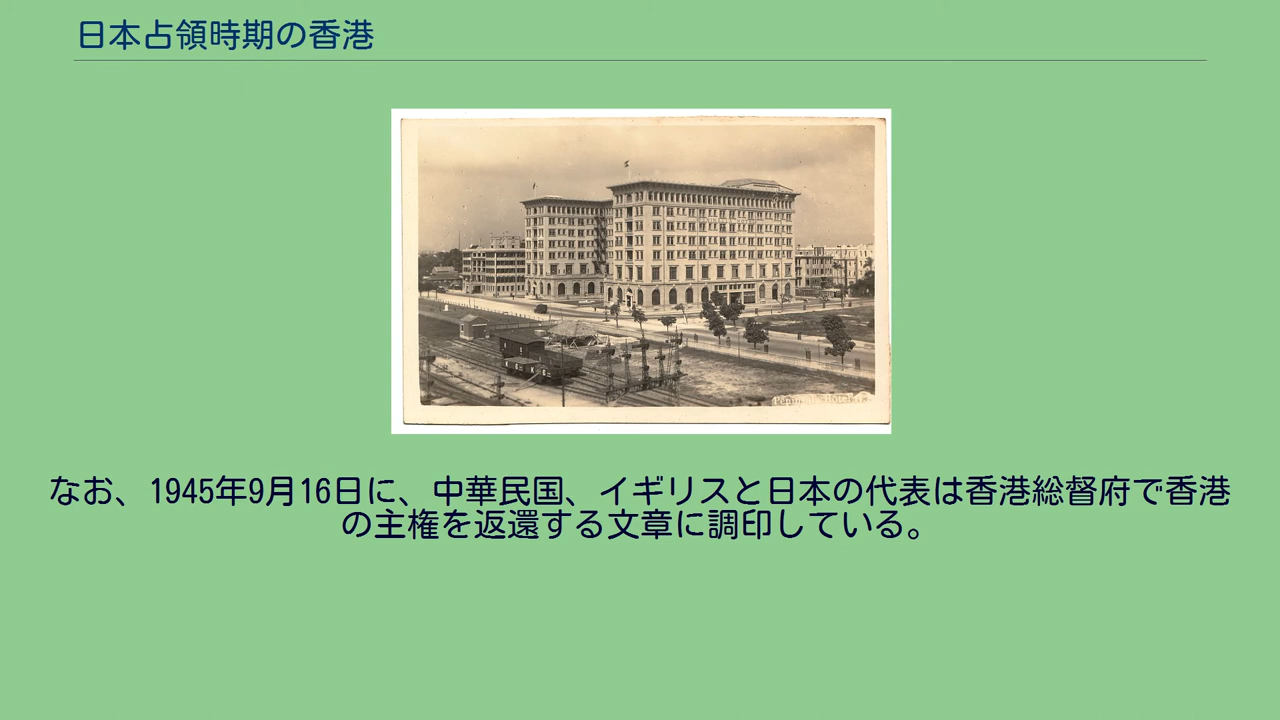 日本占領時期の香港
Peninsula Hotel
なお、1945年9月16日に、中華民国、イギリスと日本の代表は香港総督府で香港
の主権を返還する文章に調印している。